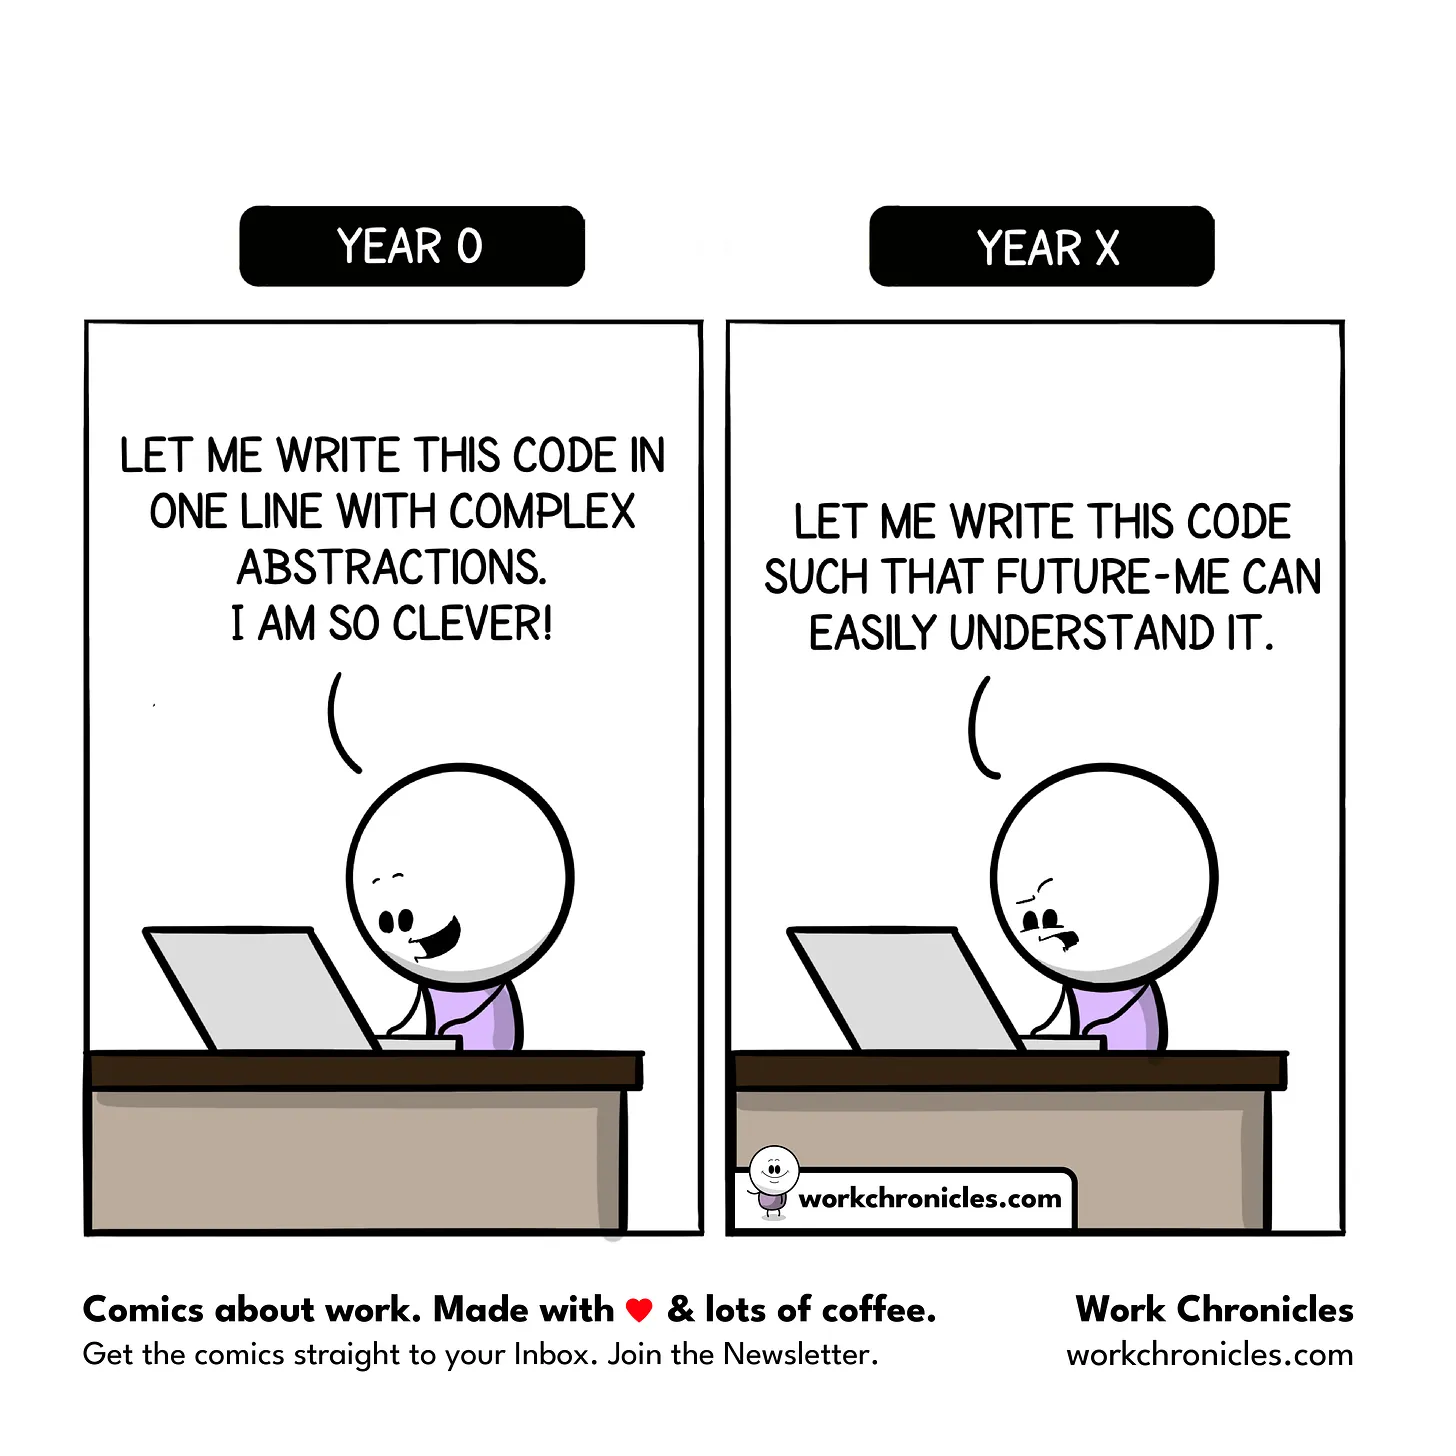 YEAR 0
LET ME WRITE THIS CODE IN
ONE LINE WITH COMPLEX
ABSTRACTIONS.
I AM SO CLEVER!
YEAR X
LET ME WRITE THIS CODE
SUCH THAT FUTURE-ME CAN
EASILY UNDERSTAND IT.
workchronicles.com
Comics about work. Made with ❤ & lots of coffee.
Get the comics straight to your Inbox. Join the Newsletter.
Work Chronicles
workchronicles.com